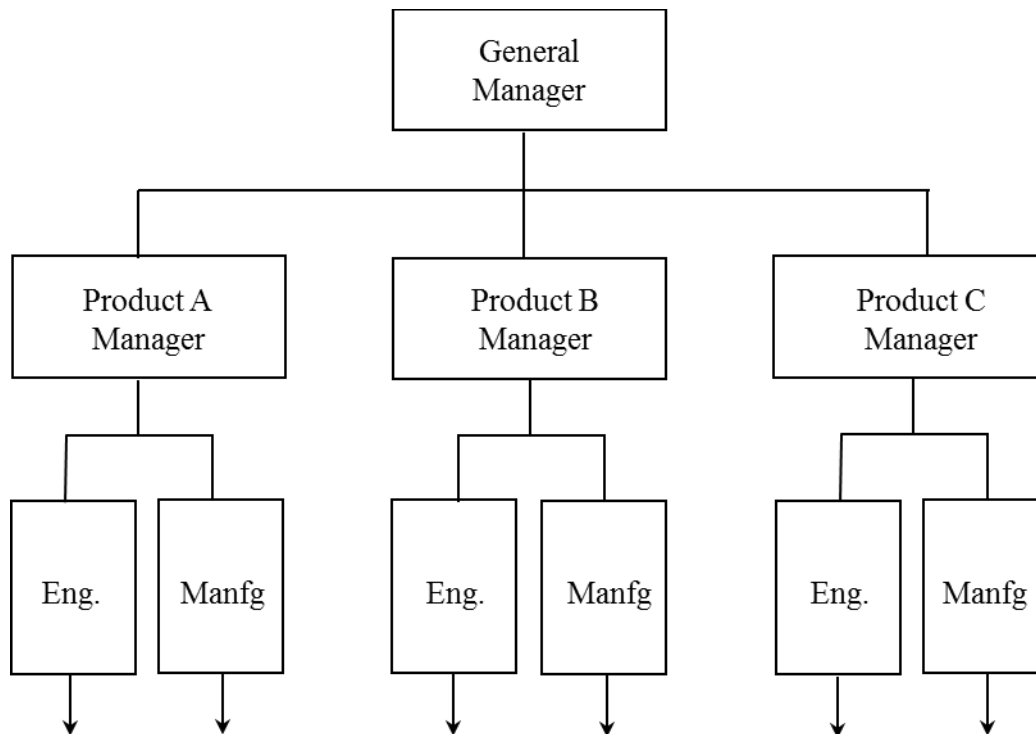 General
Manager
Product A
Manager
Product B
Manager
Product C
Manager
Eng.
Manfg
Eng.
Manfg
Eng.
Manfg